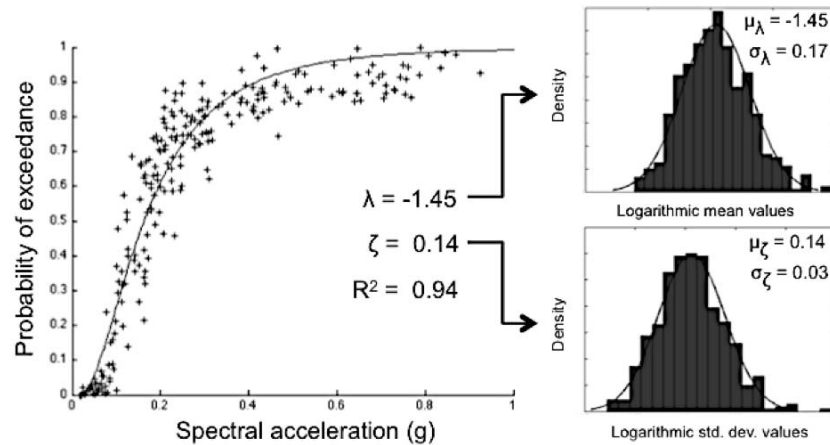 Probability of exceedance
1
0.9
0.8
0.7
0.6
0.5
0.4
0.3
0.2
0.1
0
0
0.2
0.4
0.6
0.8
1
Spectral acceleration (g)
λ = -1.45
ζ = 0.14
R² = 0.94
μλ = -1.45
σλ = 0.17
Density
Logarithmic mean values
μζ = 0.14
σζ = 0.03
Density
Logarithmic std. dev. values